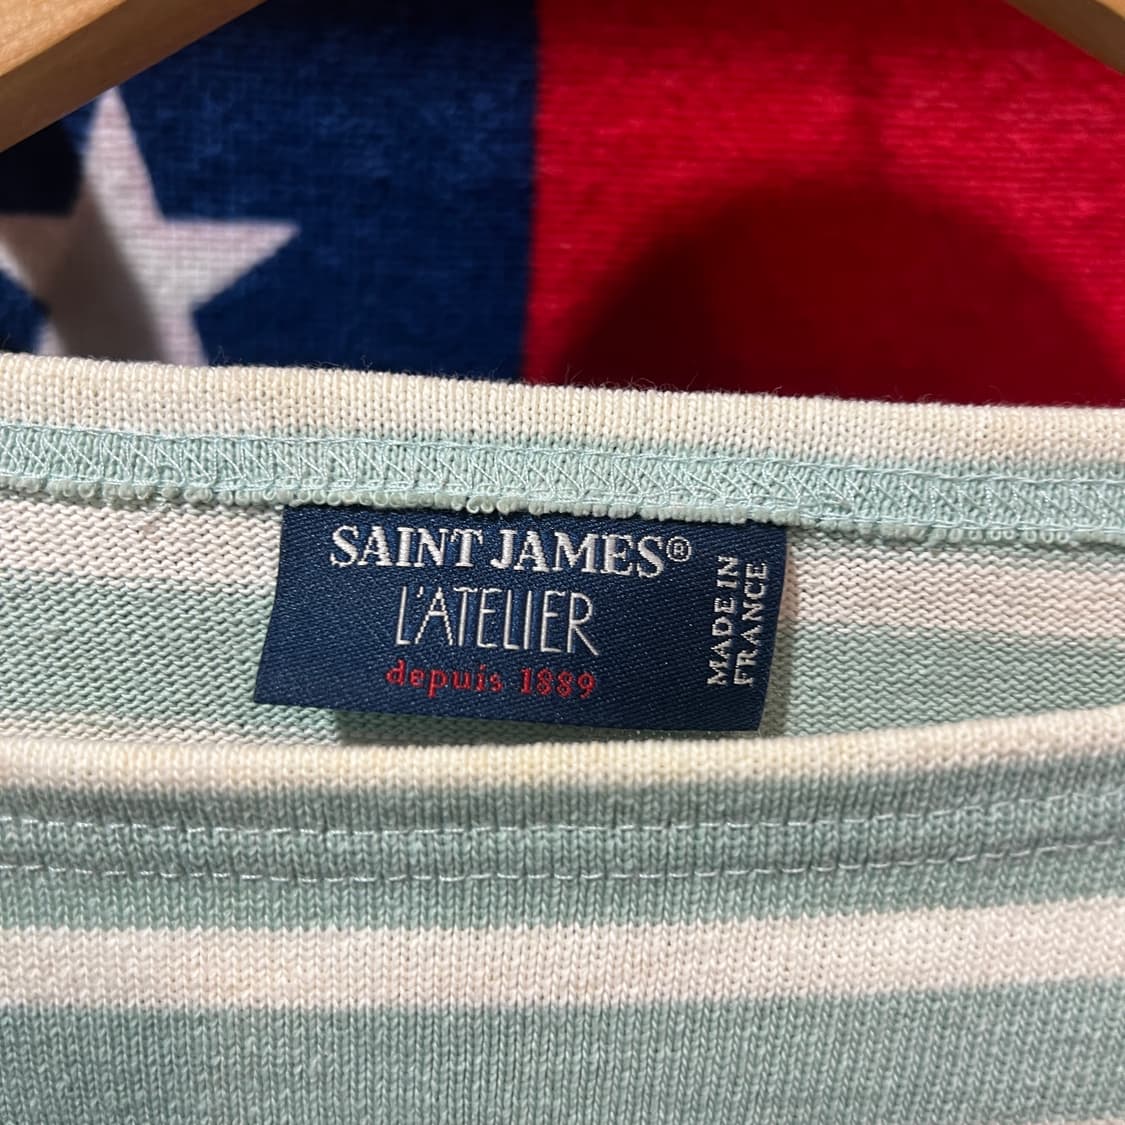 SAINT JAMES®
L'ATELIER
depuis 1889
MADE IN
FRANCE